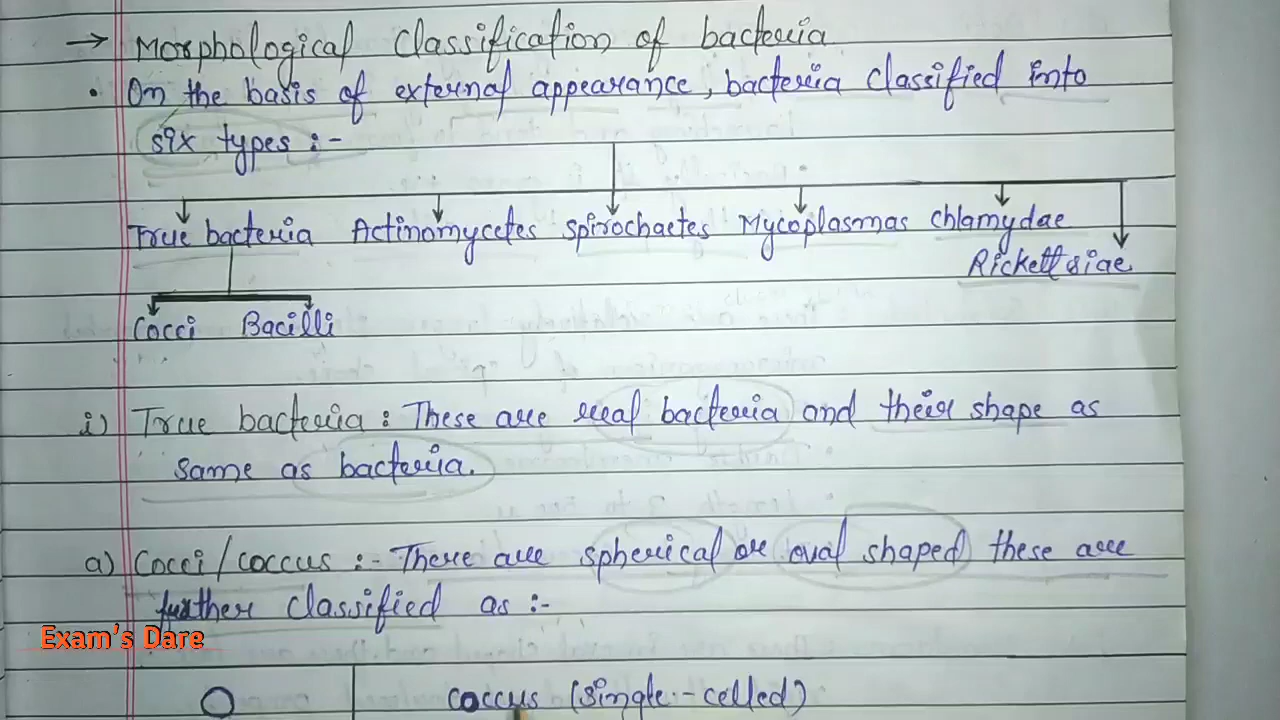 → Morphological Classification of bacteria
• On the basis of external appearance, bacteria classified into
six types :-
True bacteria Actinomycetes Spirochaetes Mycoplasmas Chlamydae
Rickettsiae
Cocci Bacilli
i) True bacteria : These are real bacteria and their shape as
same as bacteria.
a) Cocci/coccus :- There are spherical or oval shaped these are
further classified as :-
Exam's Dare
coccus (single-celled)